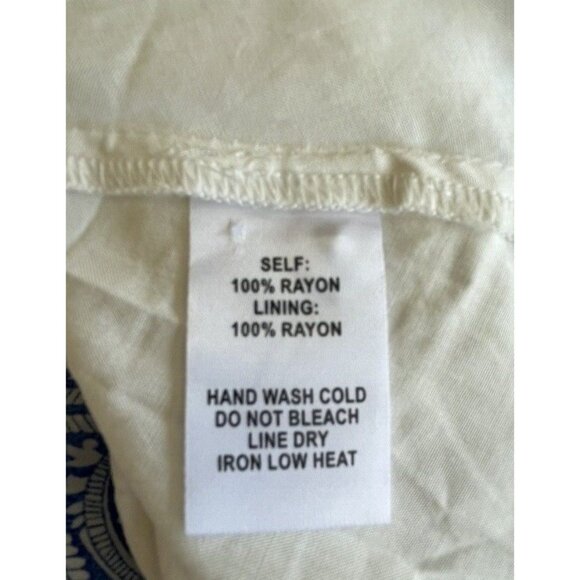 SELF:
100% RAYON
LINING:
100% RAYON
HAND WASH COLD
DO NOT BLEACH
LINE DRY
IRON LOW HEAT